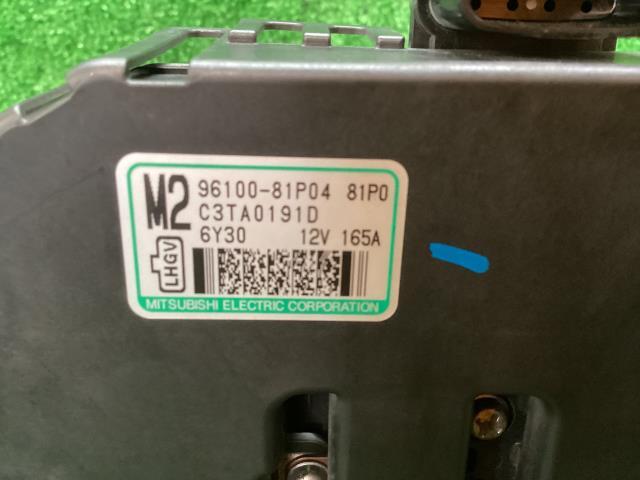 M2 96100-81P04 81P0
C3TA0191D
6Y30 12V 165A
LHGV
MITSUBISHI ELECTRIC CORPORATION